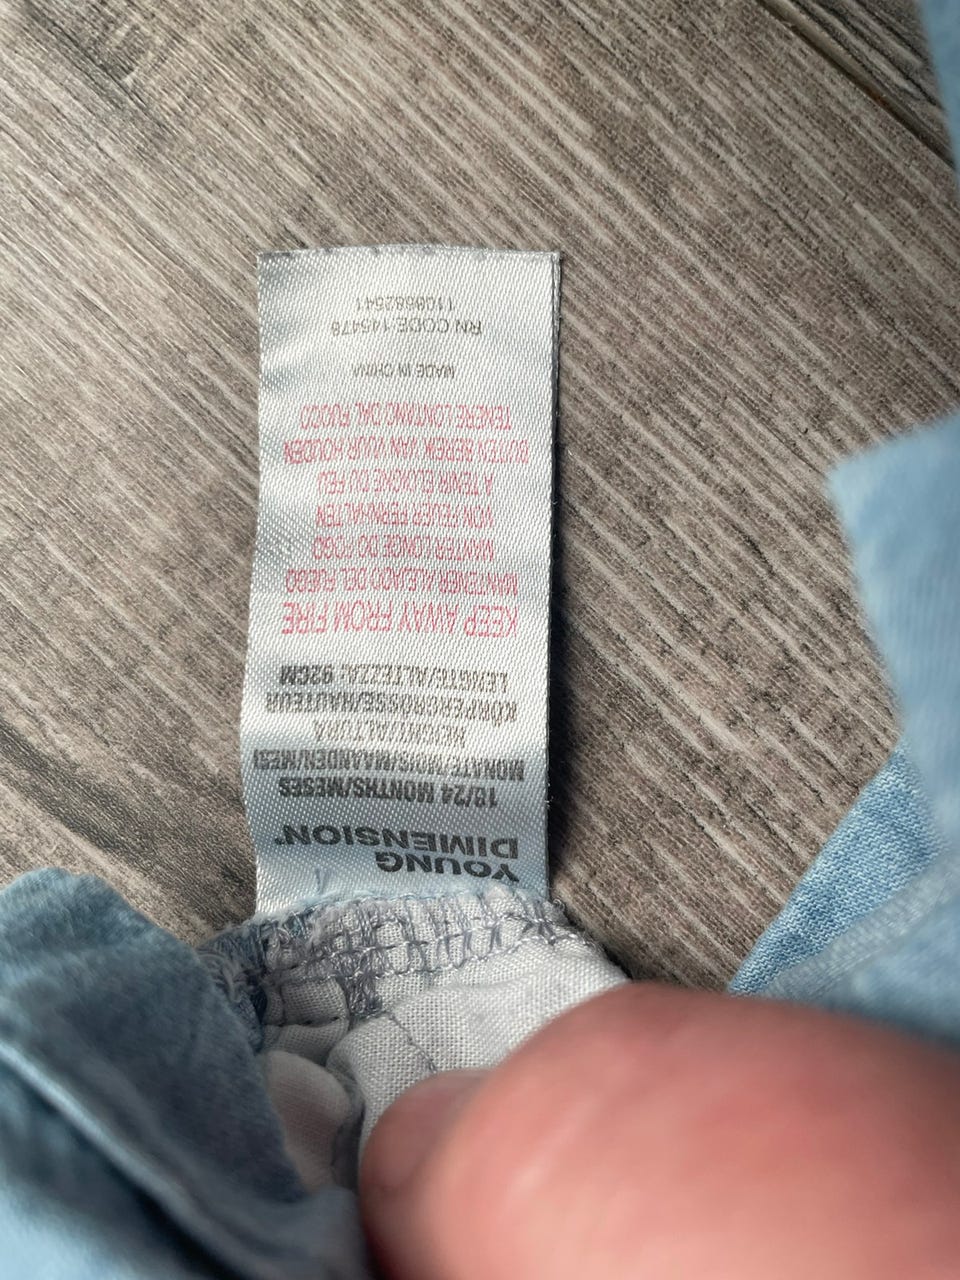 YOUNG
DIMENSION®
18/24 MONTHS/MESES
MONATE/MOIS/MAANDEN/MESI
HEIGHT/ALTURA
KÖRPERGRÖSSE/HAUTEUR
LENGTH/ALTEZZA: 92CM
KEEP AWAY FROM FIRE
MANTENER ALEJADO DEL FUEGO
MANTER LONGE DO FOGO
VON FEUER FERNHALTEN
A TENIR ELOIGNE DU FEU
BUITEN BEREIK VAN VUUR HOUDEN
TENERE LONTANO DAL FUOCO
MADE IN CHINA
RN CODE 145478